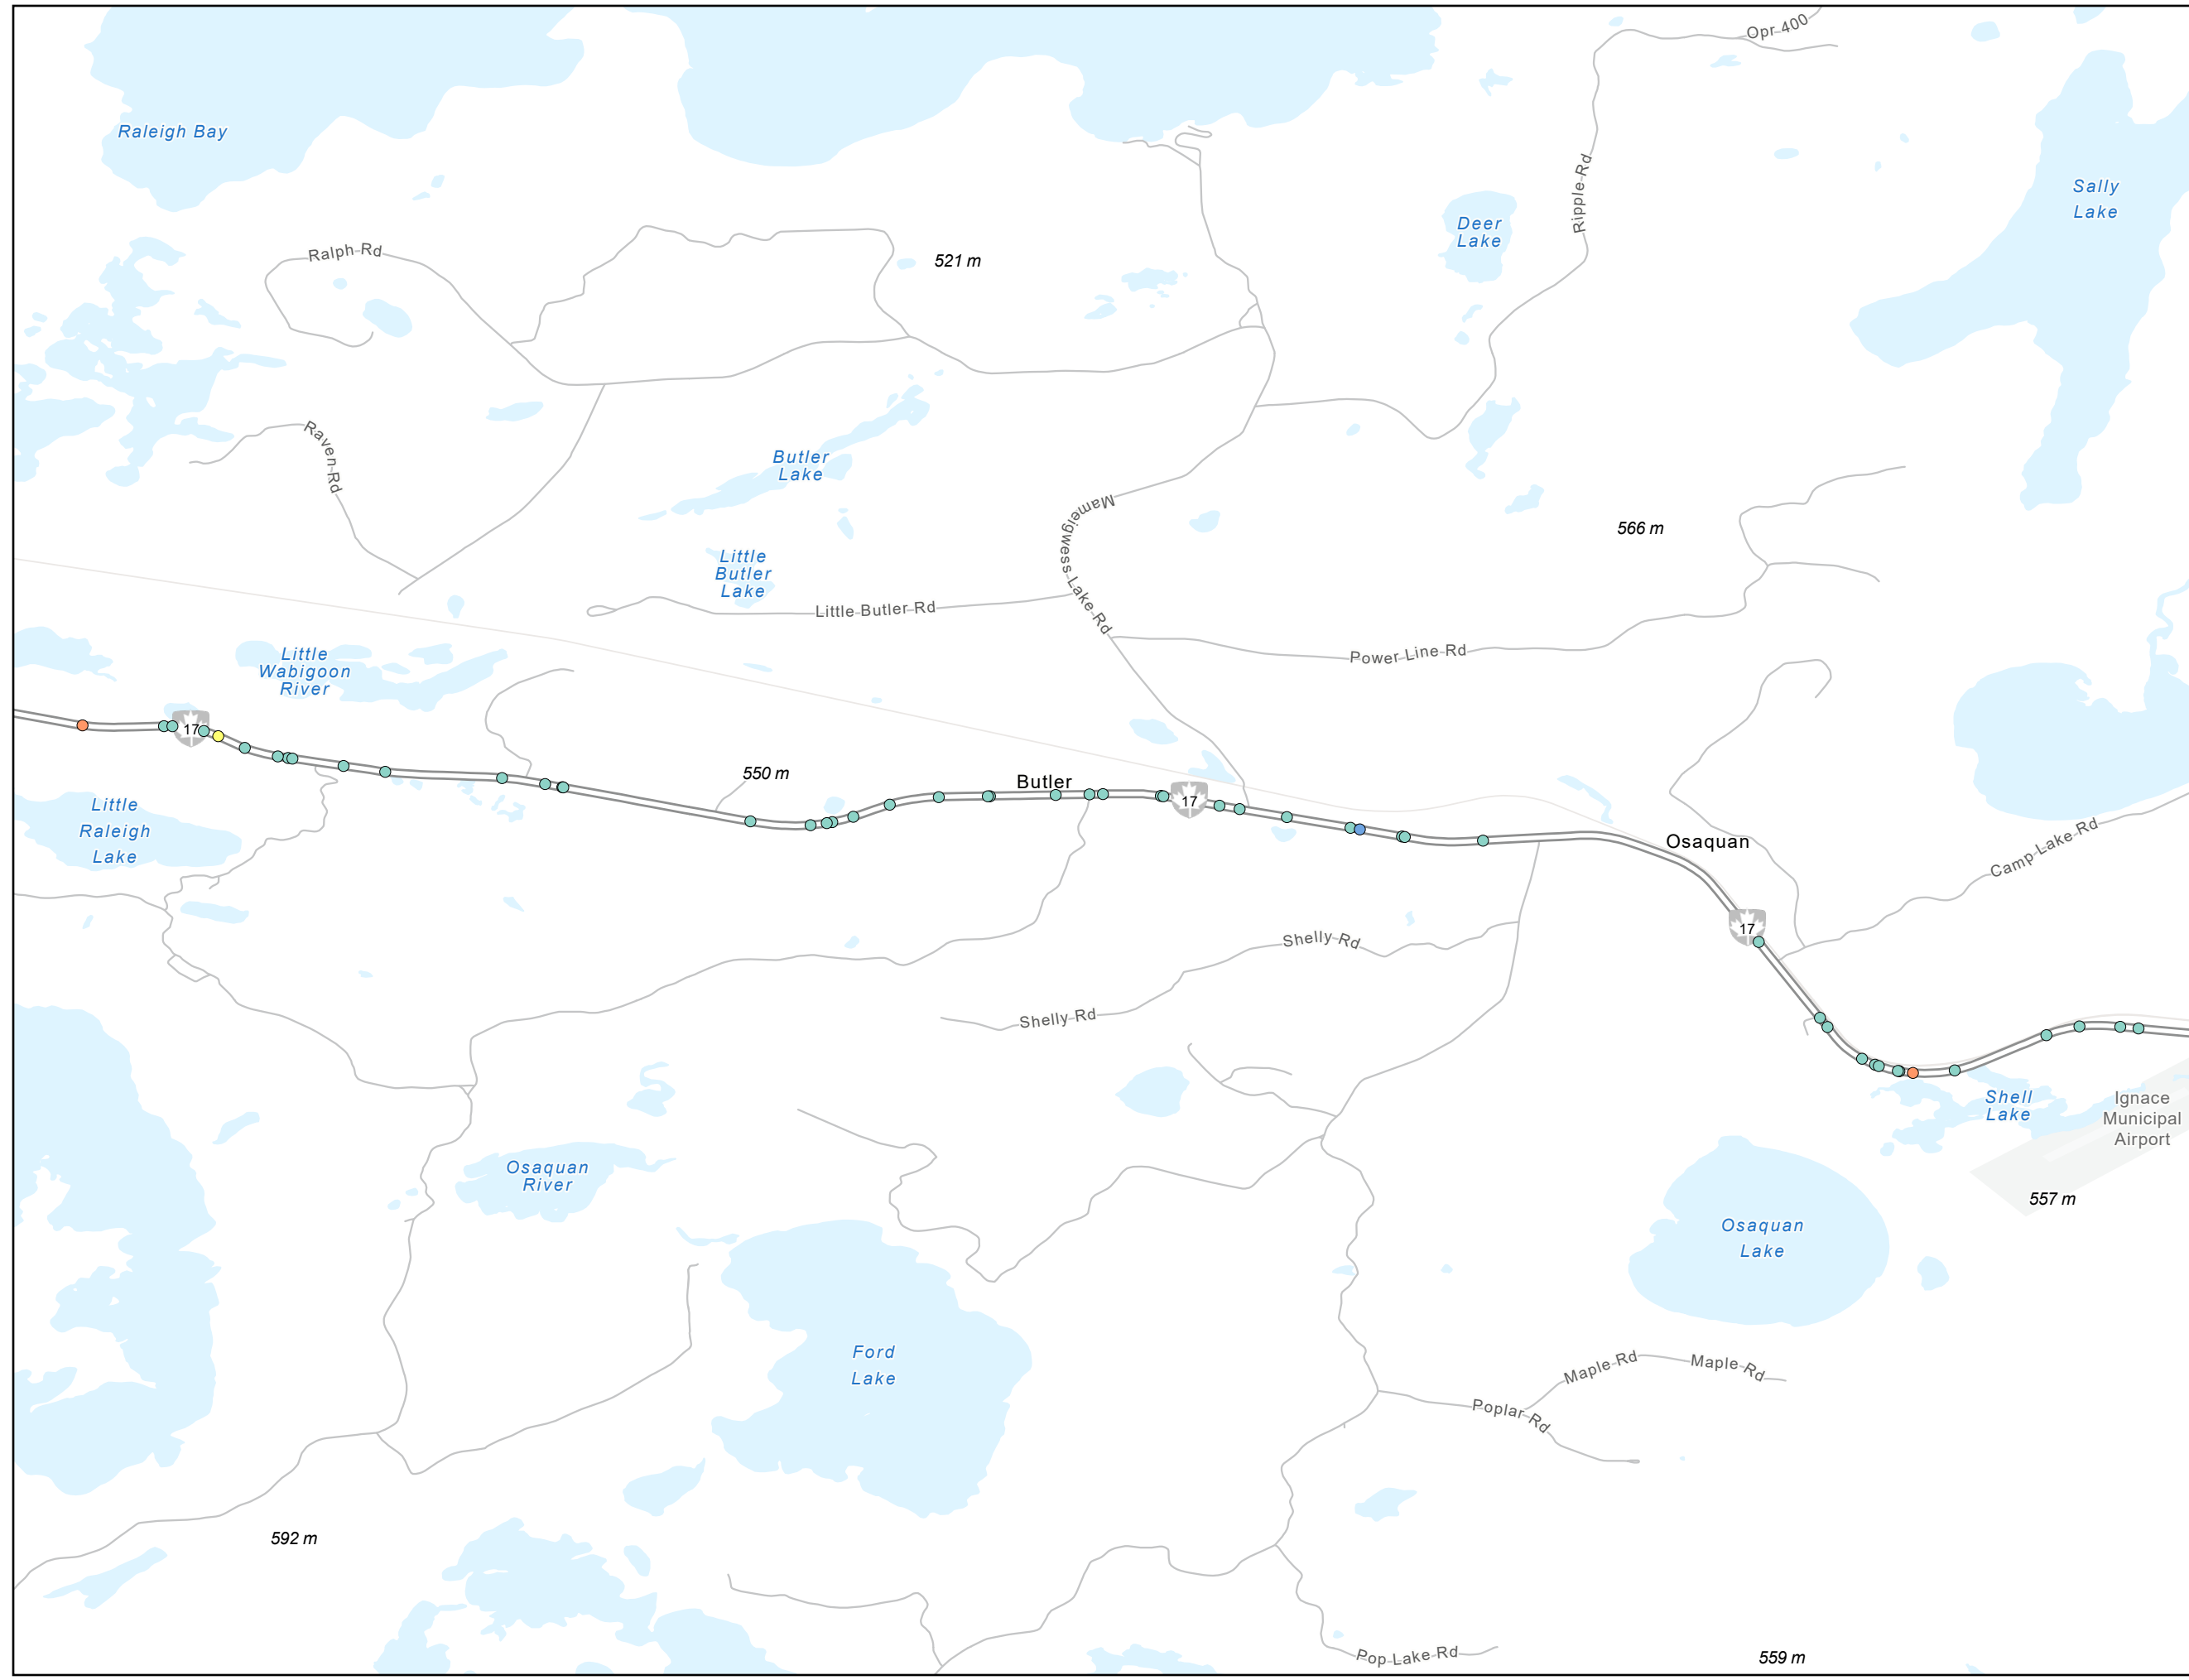 Opr 400
Raleigh Bay
Sally
Lake
Ripple Rd
Deer
Lake
Ralph Rd
521 m
Raven Rd
Butler
Lake
Mameigwess Lake Rd
566 m
Little
Butler
Lake
Little Butler Rd
Power Line Rd
Little
Wabigoon
River
17
550 m
Butler
17
Little
Raleigh
Lake
Osaquan
Camp Lake Rd
17
Shelly Rd
Shelly Rd
Shell
Lake
Ignace
Municipal
Airport
Osaquan
River
557 m
Osaquan
Lake
Ford
Lake
Maple Rd
Maple Rd
Poplar Rd
592 m
Pop Lake Rd
559 m